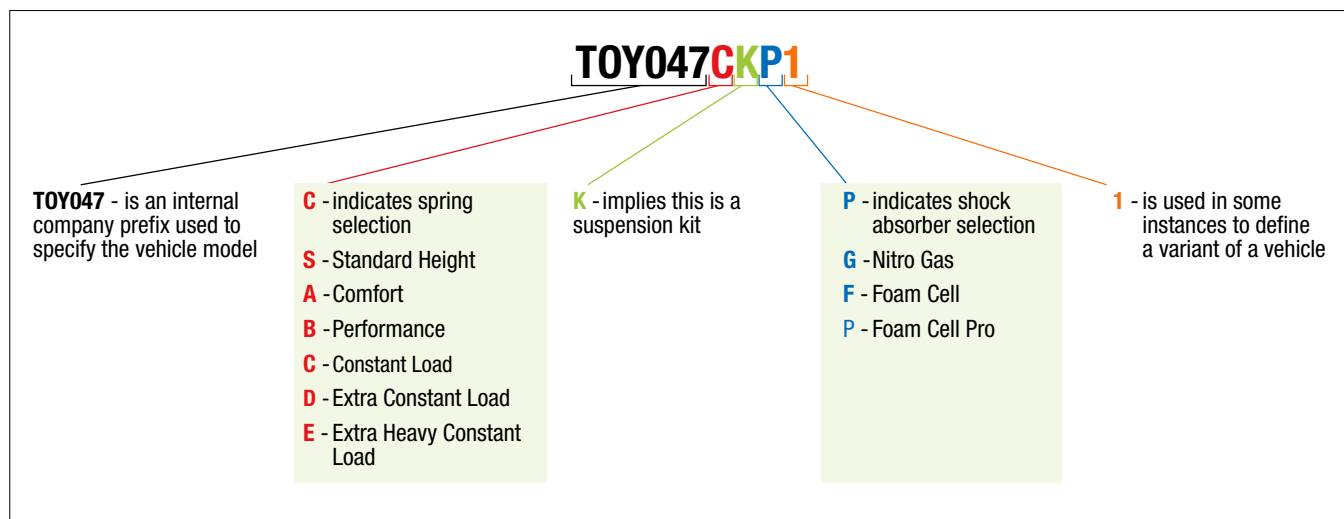 TOY047CKP1
TOY047 - is an internal
company prefix used to
specify the vehicle model
C - indicates spring
selection
S - Standard Height
A - Comfort
B - Performance
C - Constant Load
D - Extra Constant Load
E - Extra Heavy Constant
Load
K - implies this is a
suspension kit
P - indicates shock
absorber selection
G - Nitro Gas
F - Foam Cell
P - Foam Cell Pro
1 - is used in some
instances to define
a variant of a vehicle